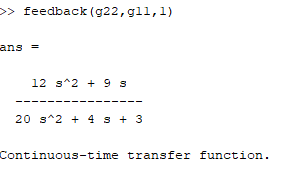 >> feedback(g22,g11,1)
ans =
12 s^2 + 9 s
----------------
20 s^2 + 4 s + 3
Continuous-time transfer function.